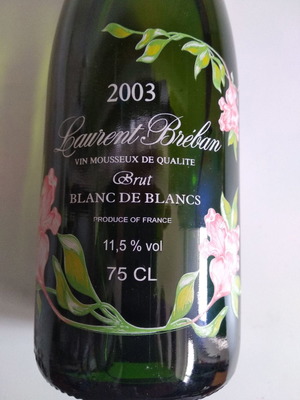 2003
Laurent Bréban
VIN MOUSSEUX DE QUALITE
Brut
BLANC DE BLANCS
PRODUCE OF FRANCE
11,5 % vol
75 CL